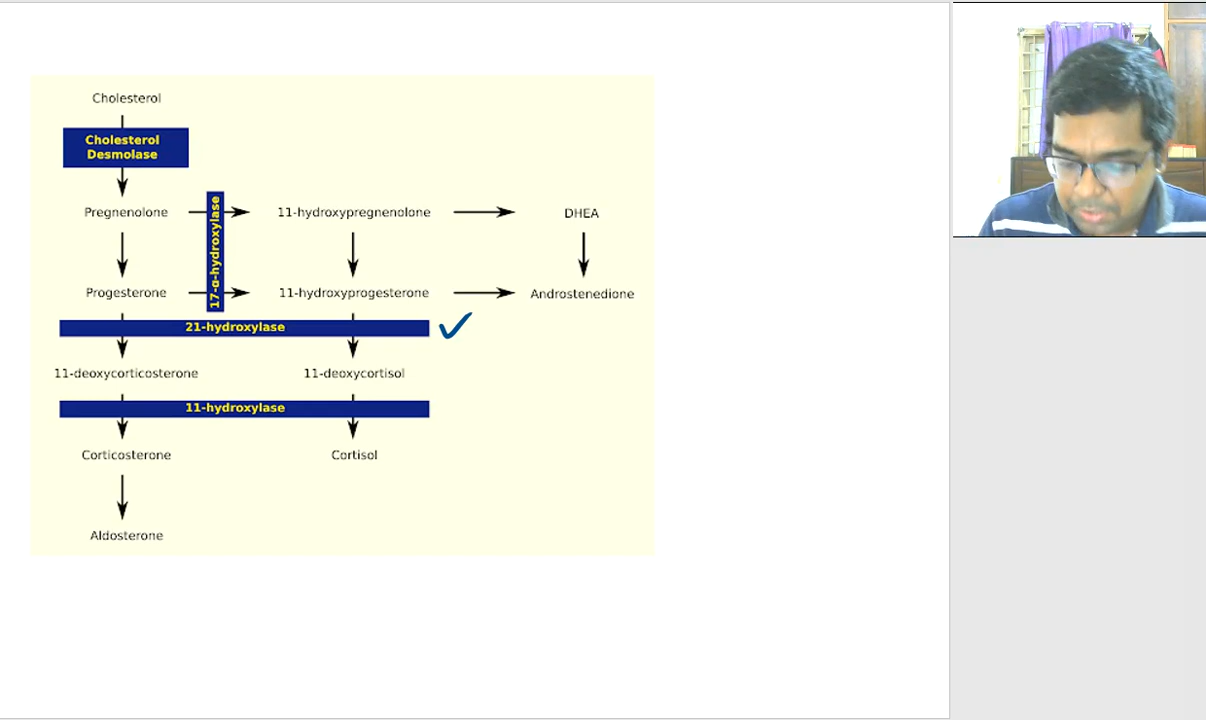 Cholesterol
Cholesterol
Desmolase
Pregnenolone
17-α-hydroxylase
11-hydroxypregnenolone
DHEA
Progesterone
11-hydroxyprogesterone
Androstenedione
21-hydroxylase
11-deoxycorticosterone
11-deoxycortisol
11-hydroxylase
Corticosterone
Cortisol
Aldosterone